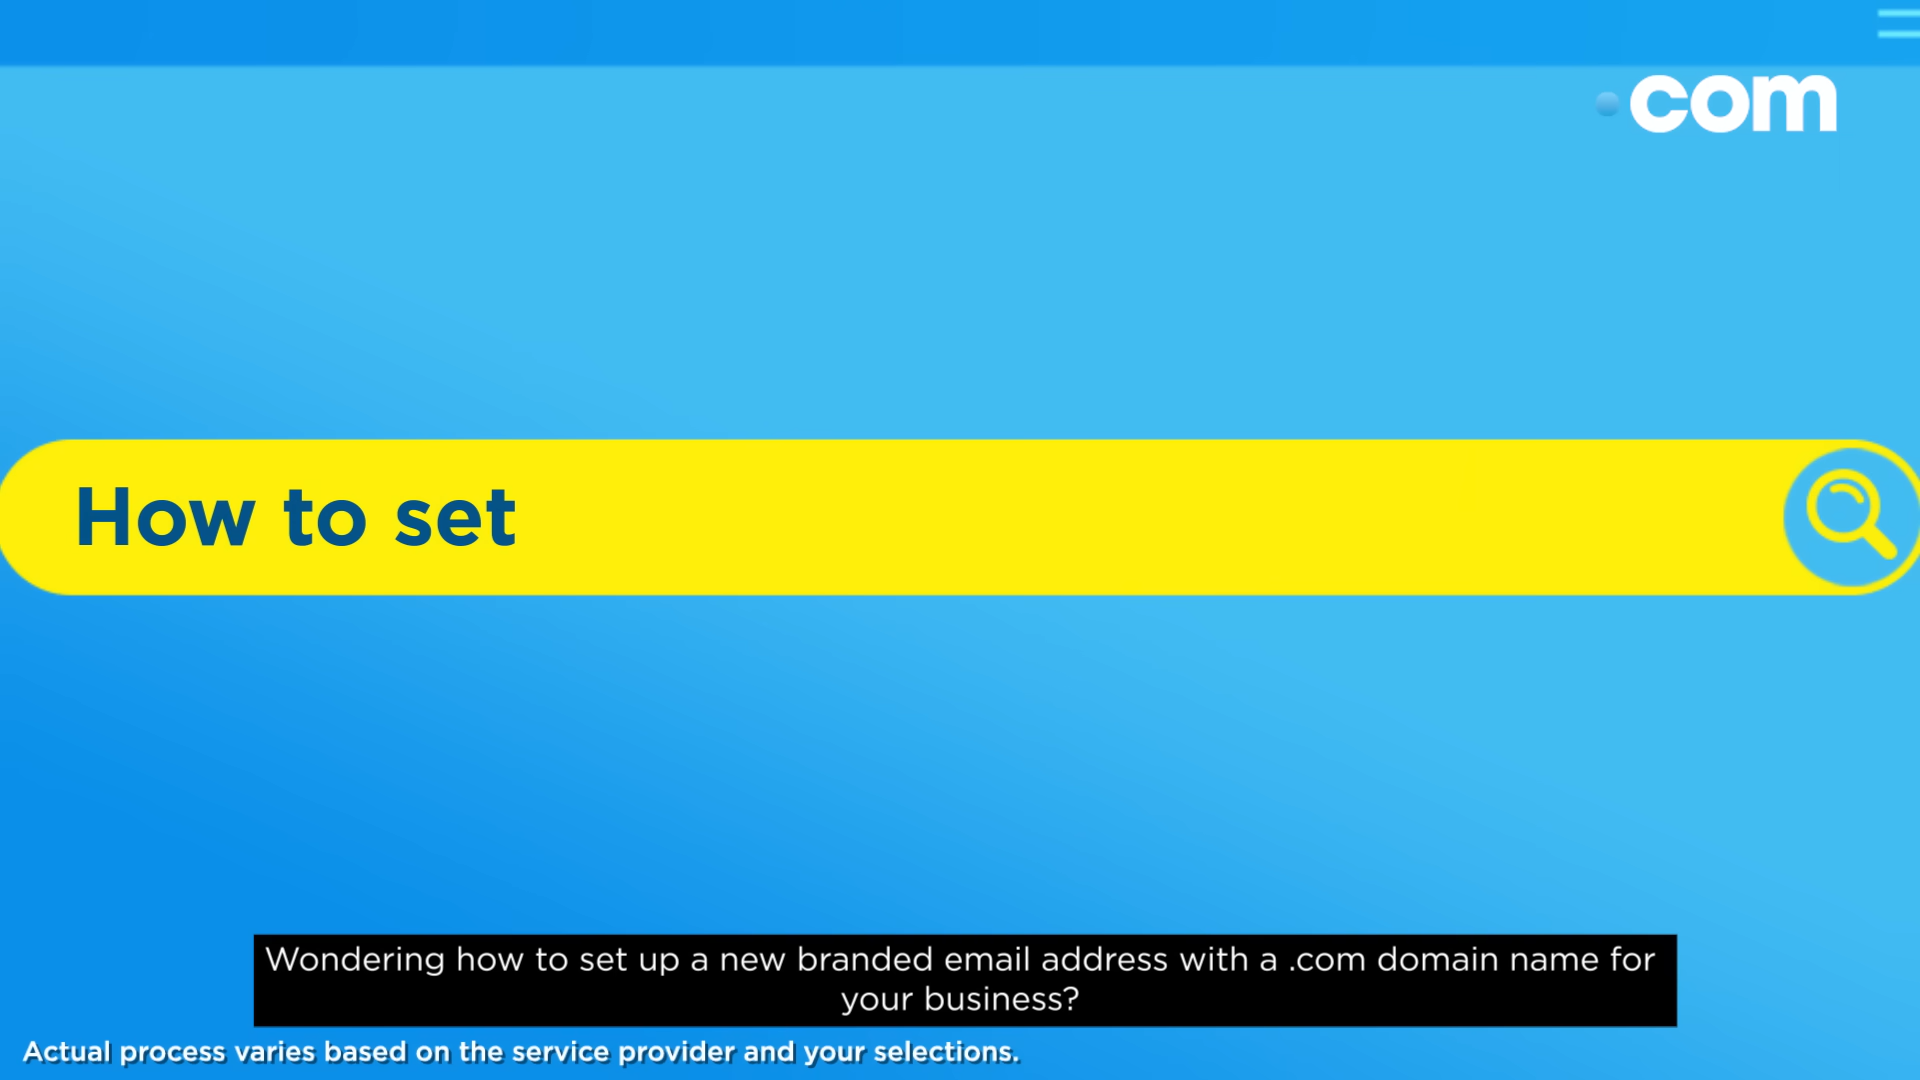 .com
How to set
Wondering how to set up a new branded email address with a .com domain name for
your business?
Actual process varies based on the service provider and your selections.